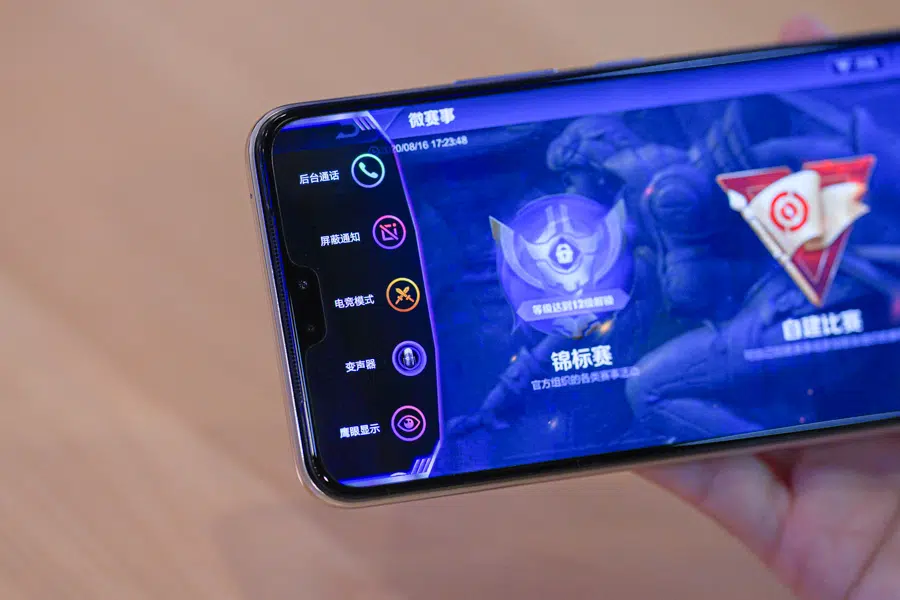 微赛事
20/08/16 17:23:48
后台通话
屏蔽通知
电竞模式
变声器
鹰眼显示
等级达到12级解锁
锦标赛
官方组织的各类赛事活动
自建比赛